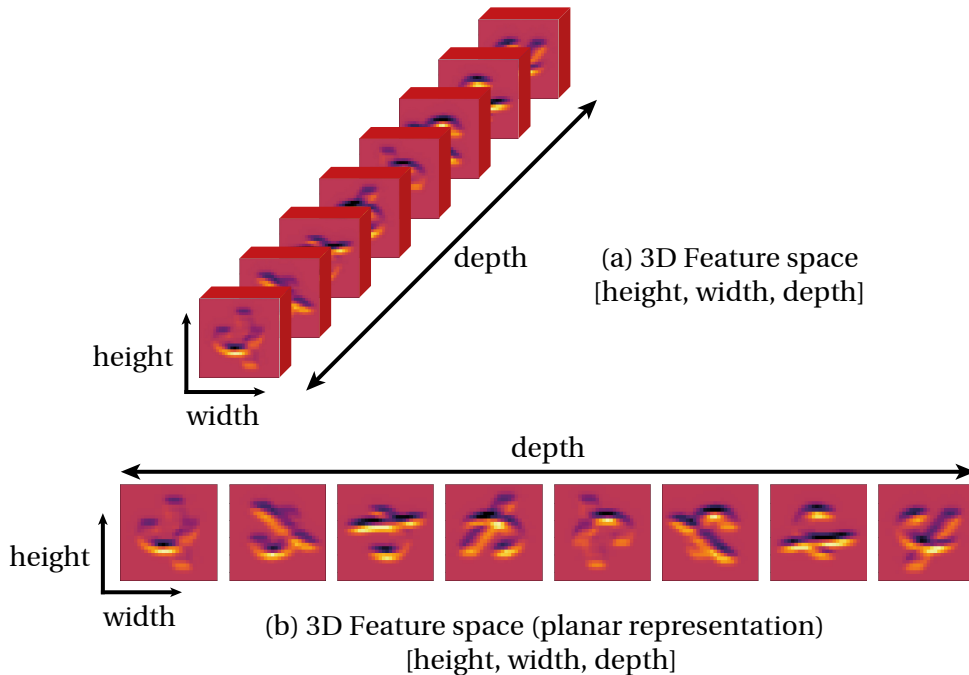 depth
(a) 3D Feature space
[height, width, depth]
height
width
depth
height
width
(b) 3D Feature space (planar representation)
[height, width, depth]